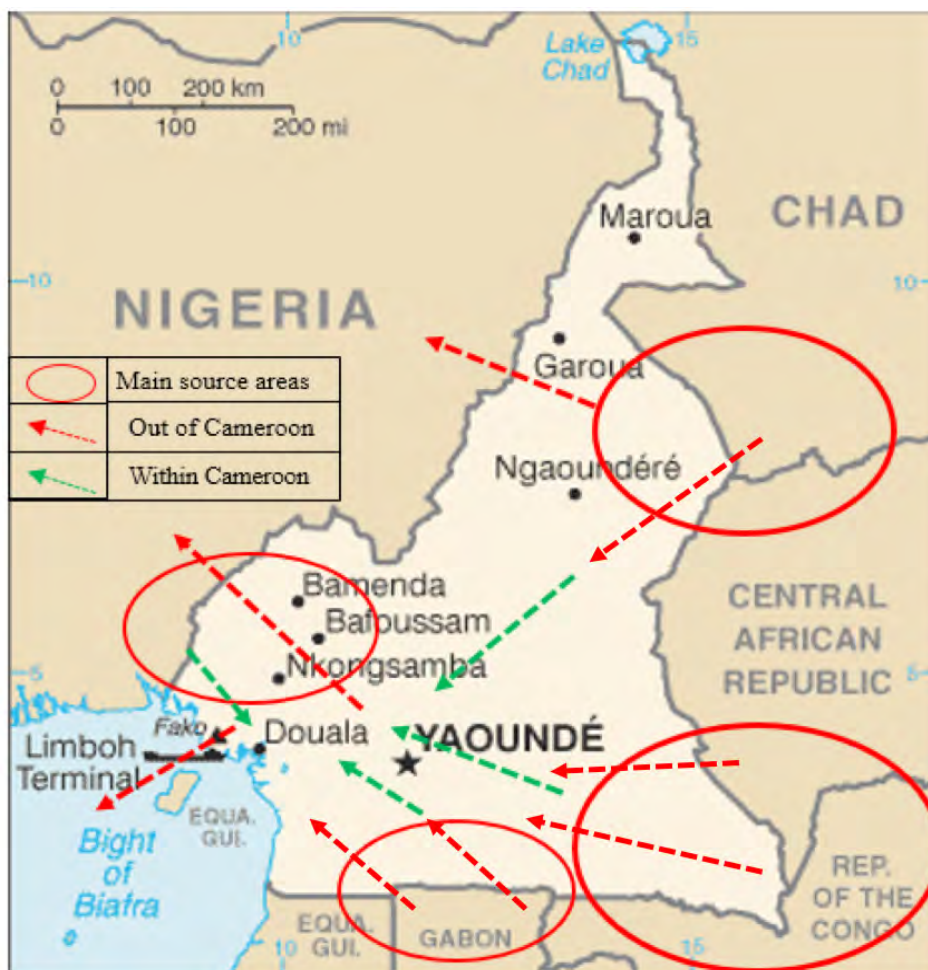 10
15
Lake
Chad
0 100 200 km
0 100 200 mi
Maroua
CHAD
10
10
NIGERIA
Garoua
Main source areas
Out of Cameroon
Within Cameroon
Ngaoundéré
Bamenda
Bafoussam
Nkongsamba
CENTRAL
AFRICAN
REPUBLIC
5
5
Fako
Douala
YAOUNDÉ
Limboh
Terminal
EQUA.
GUI.
Bight
of
Biafra
REP.
OF THE
CONGO
EQUA.
GUI.
GABON
10
15